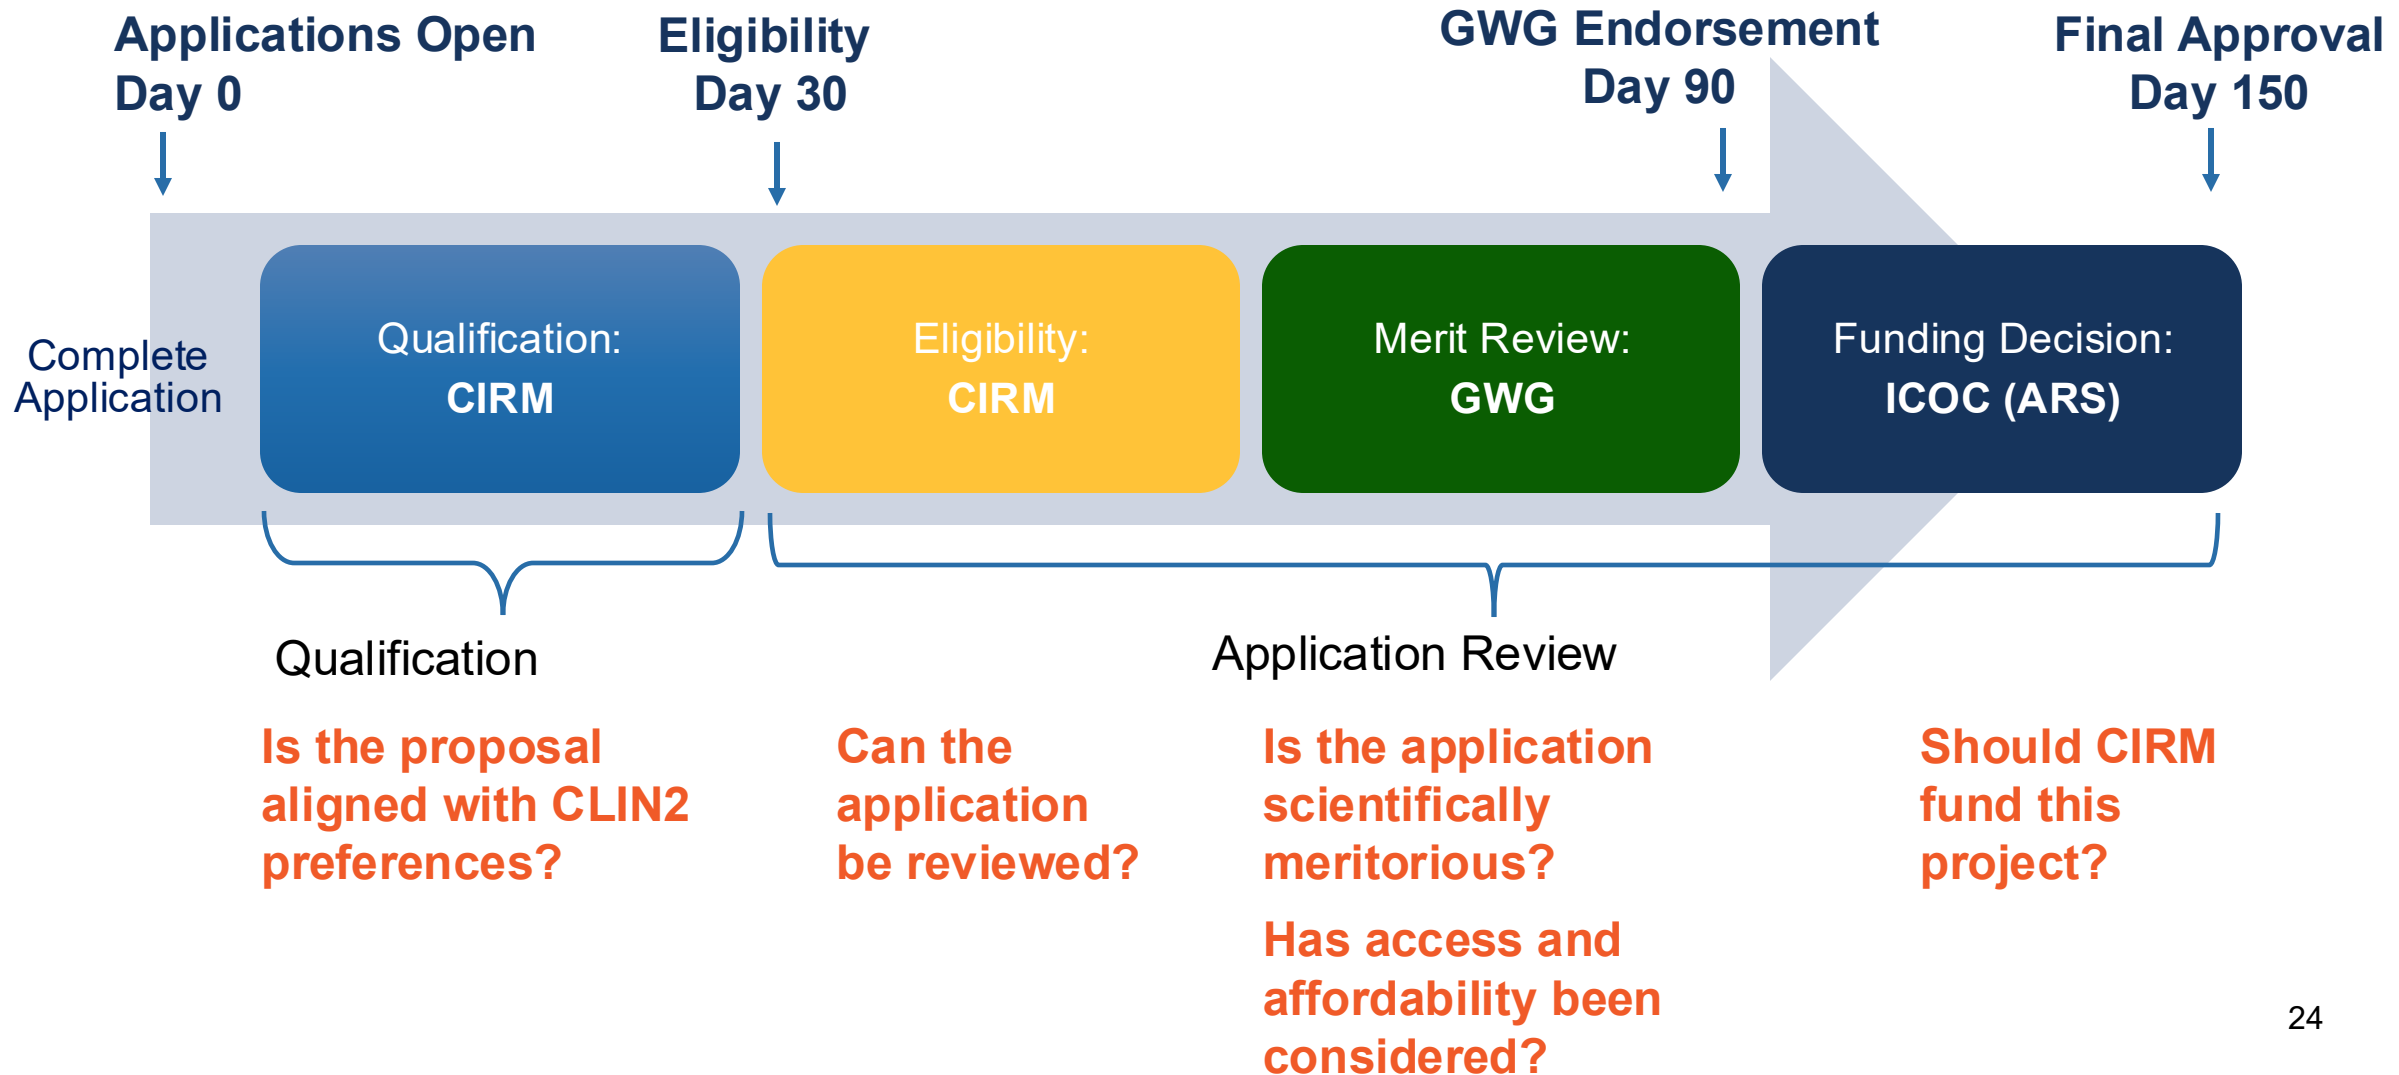 Applications Open
Day 0
Eligibility
Day 30
GWG Endorsement
Day 90
Final Approval
Day 150
Complete
Application
Qualification:
CIRM
Eligibility:
CIRM
Merit Review:
GWG
Funding Decision:
ICOC (ARS)
Qualification
Application Review
Is the proposal
aligned with CLIN2
preferences?
Can the
application
be reviewed?
Is the application
scientifically
meritorious?
Has access and
affordability been
considered?
Should CIRM
fund this
project?
24